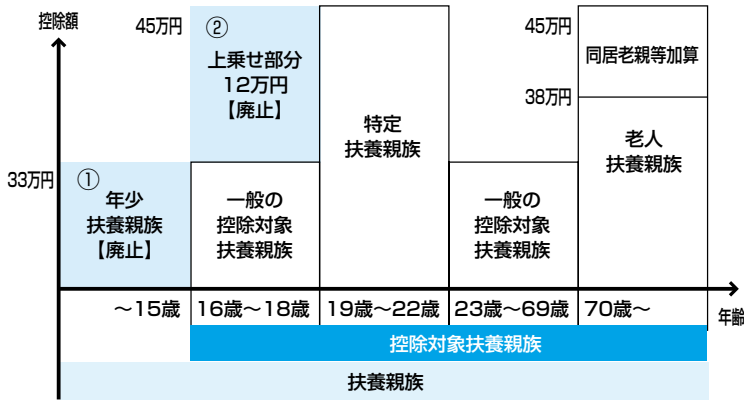 控除額
45万円
②
上乗せ部分
12万円
【廃止】
特定
扶養親族
45万円
同居老親等加算
38万円
老人
扶養親族
33万円
①
年少
扶養親族
【廃止】
一般の
控除対象
扶養親族
一般の
控除対象
扶養親族
～15歳
16歳～18歳
19歳～22歳
23歳～69歳
70歳～
年齢
控除対象扶養親族
扶養親族